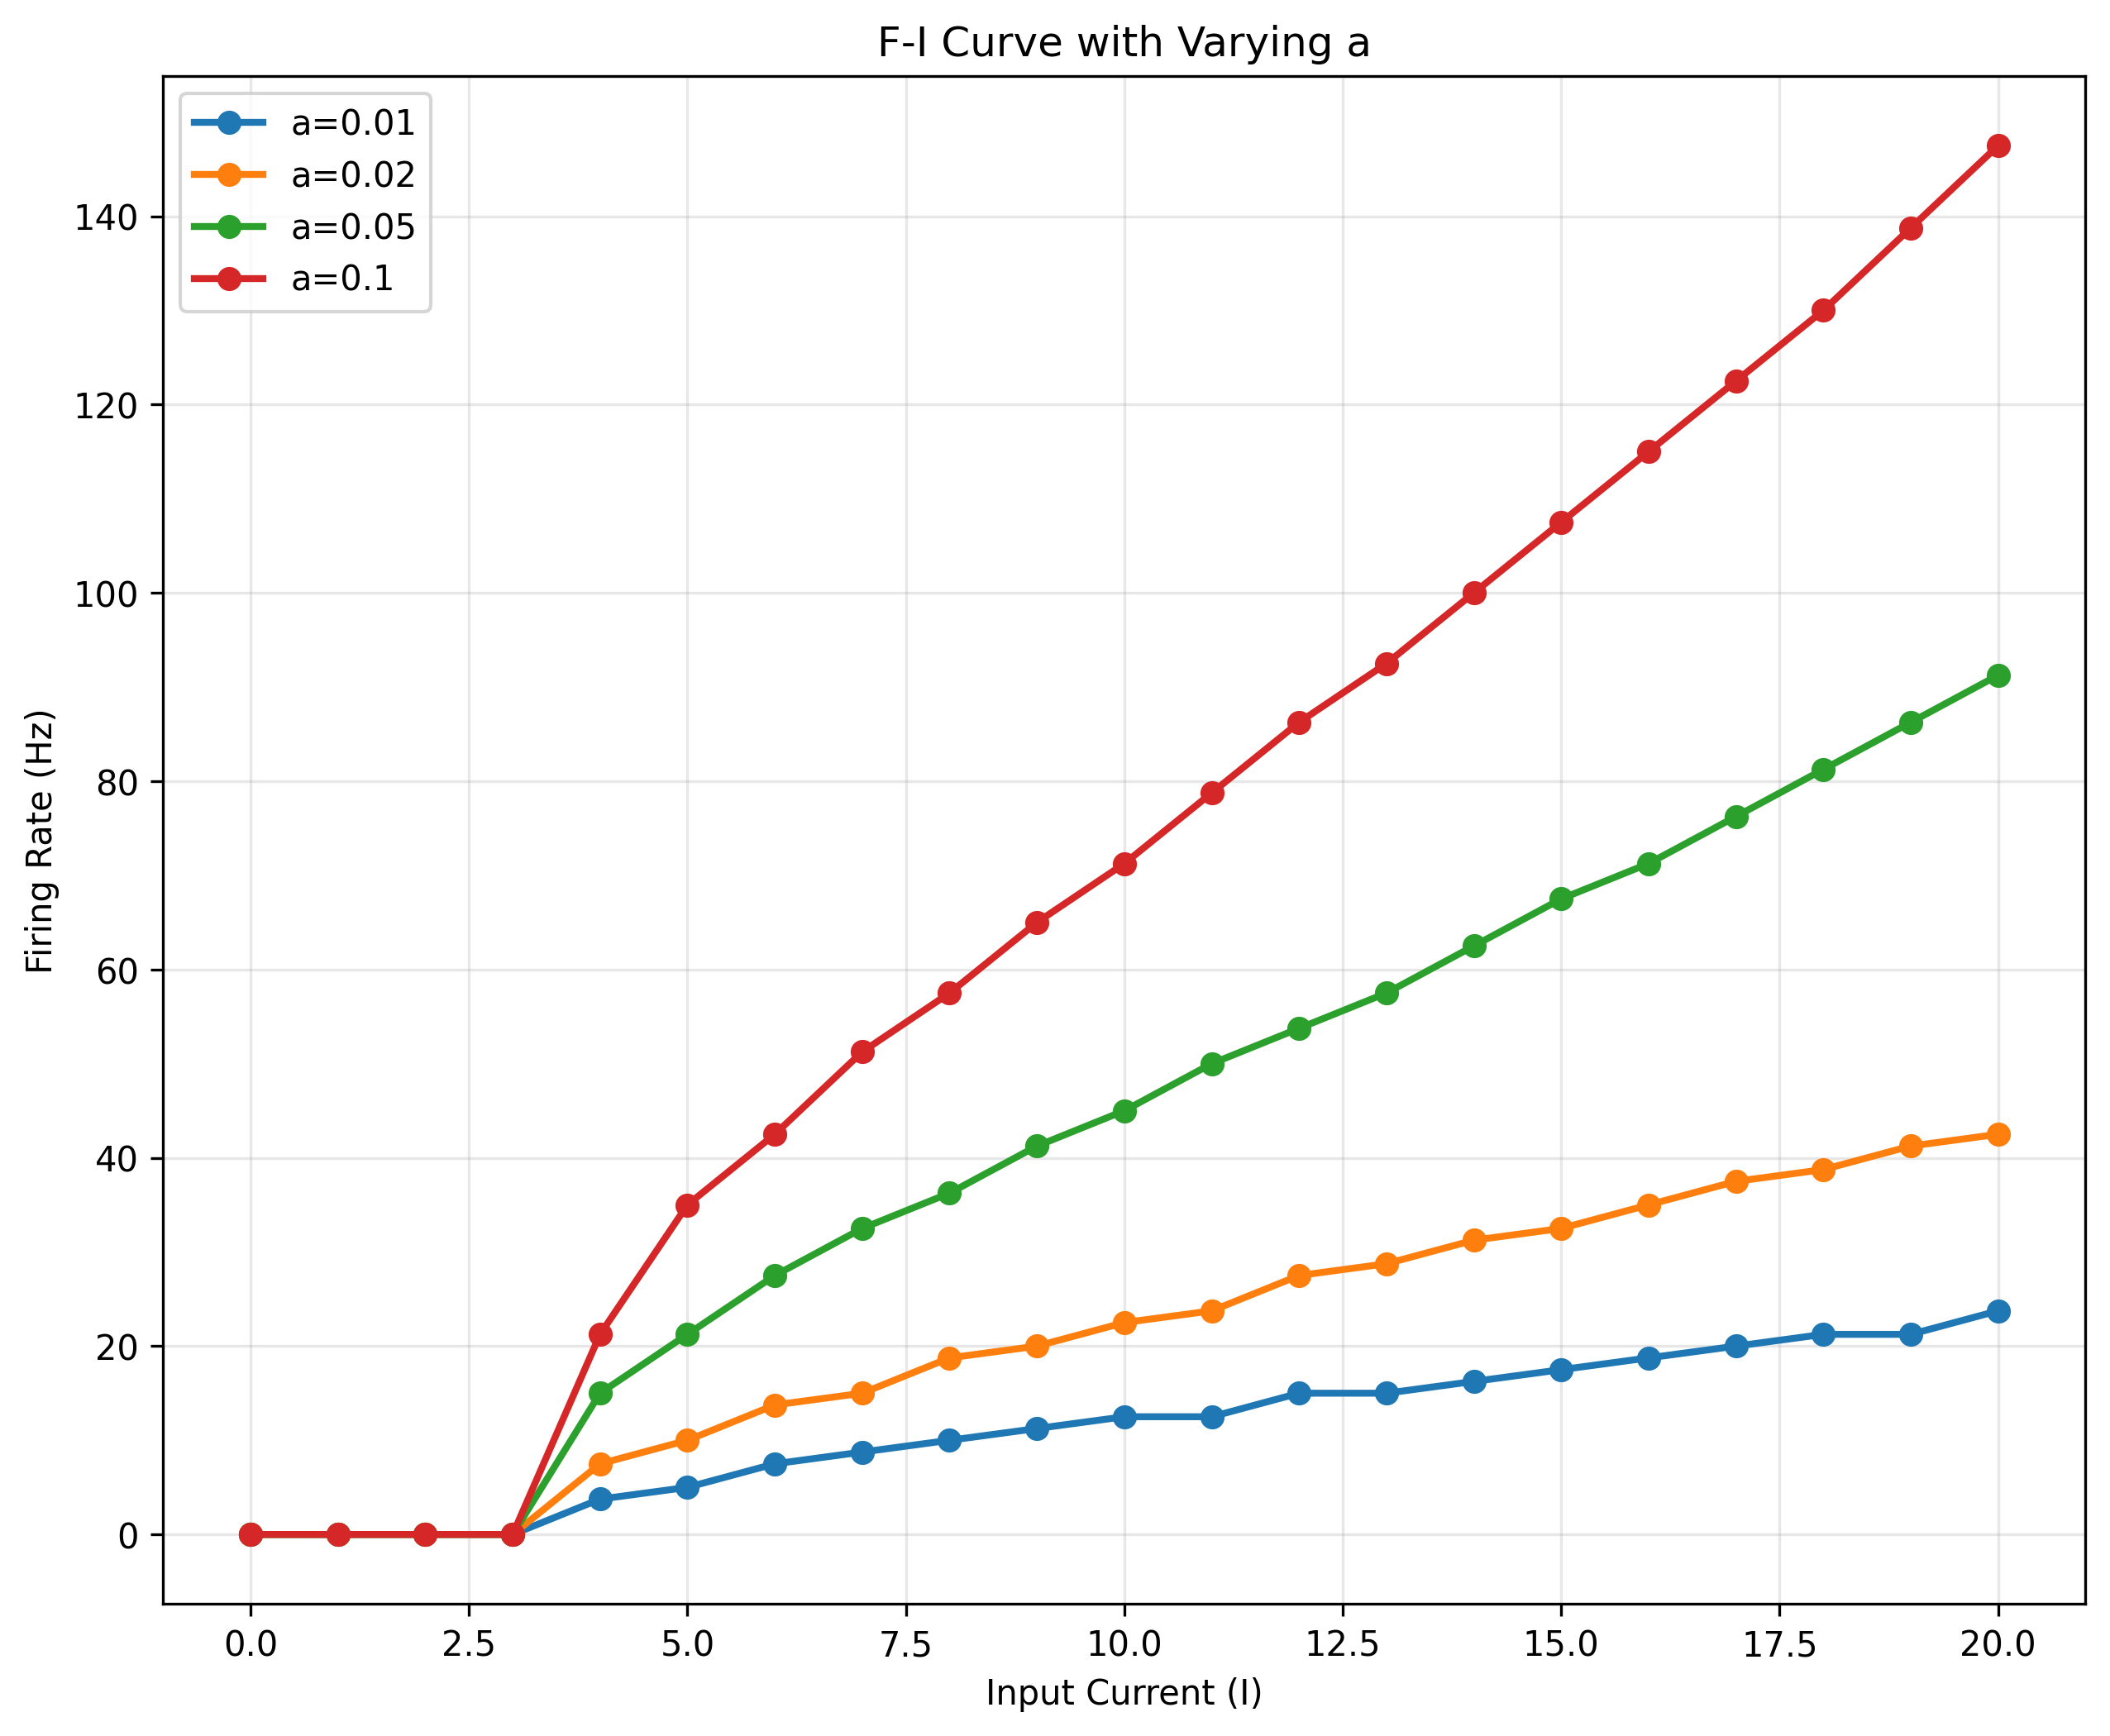 F-I Curve with Varying a
a=0.01
a=0.02
a=0.05
a=0.1
Firing Rate (Hz)
140
120
100
80
60
40
20
0
0.0 2.5 5.0 7.5 10.0 12.5 15.0 17.5 20.0
Input Current (I)